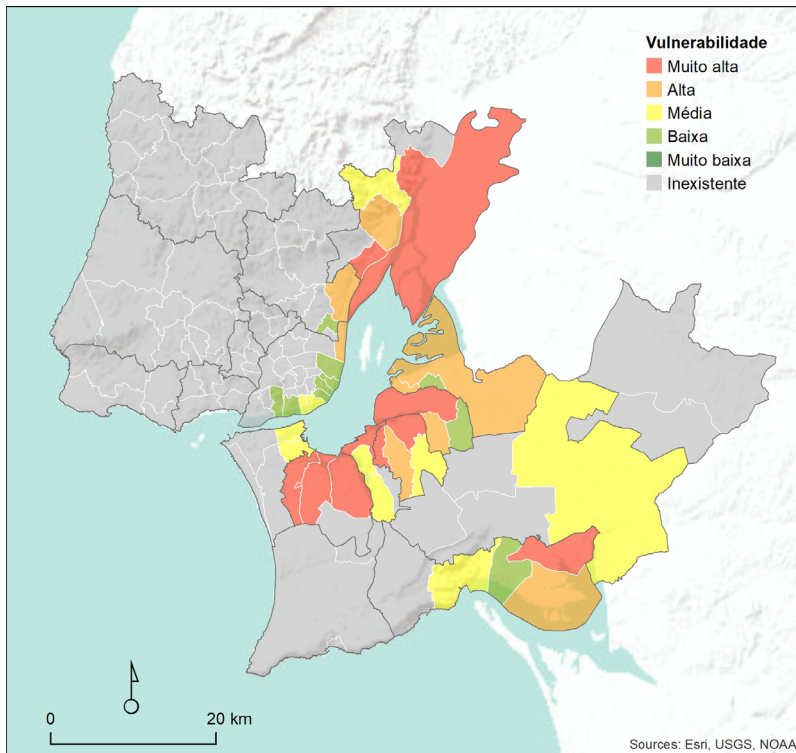 Vulnerabilidade
Muito alta
Alta
Média
Baixa
Muito baixa
Inexistente
0 20 km
Sources: Esri, USGS, NOAA